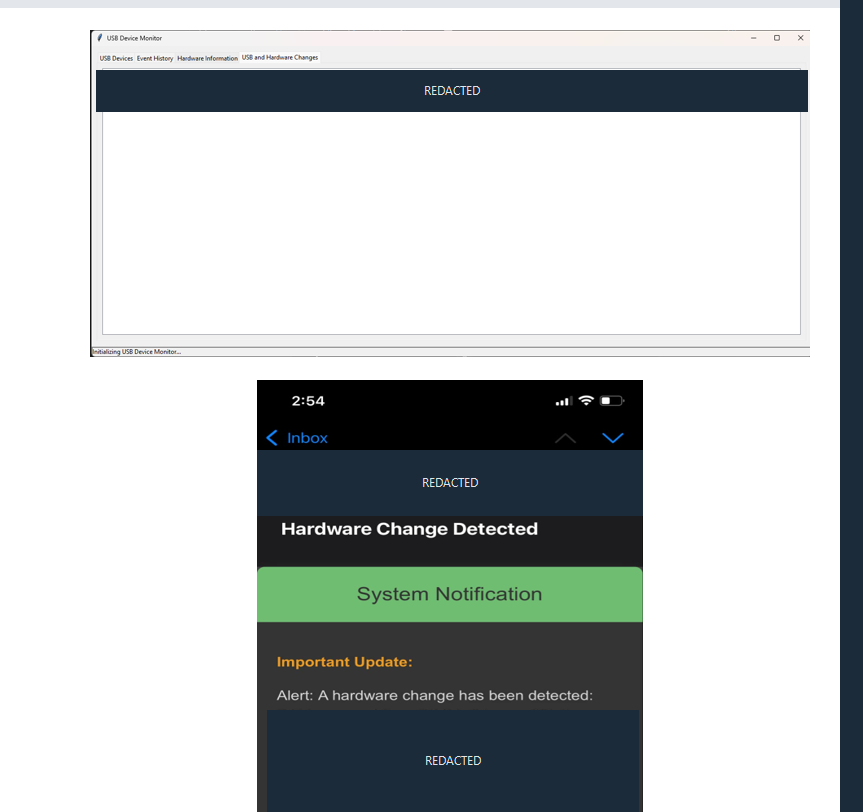 USB Device Monitor
USB Devices Event History Hardware Information USB and Hardware Changes
REDACTED
Initializing USB Device Monitor...
2:54
Inbox
REDACTED
Hardware Change Detected
System Notification
Important Update:
Alert: A hardware change has been detected:
REDACTED